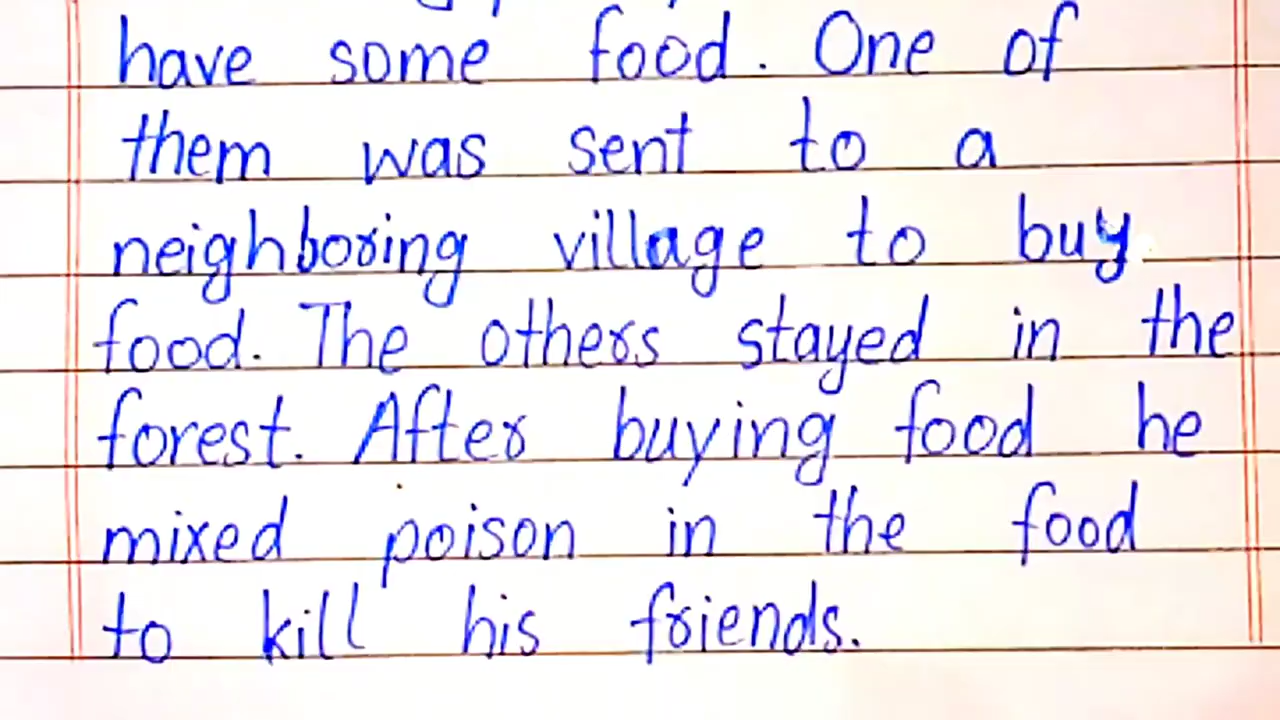 have some food. One of
them was sent to a
neighboring village to buy
food. The others stayed in the
forest. After buying food he
mixed poison in the food
to kill his friends.